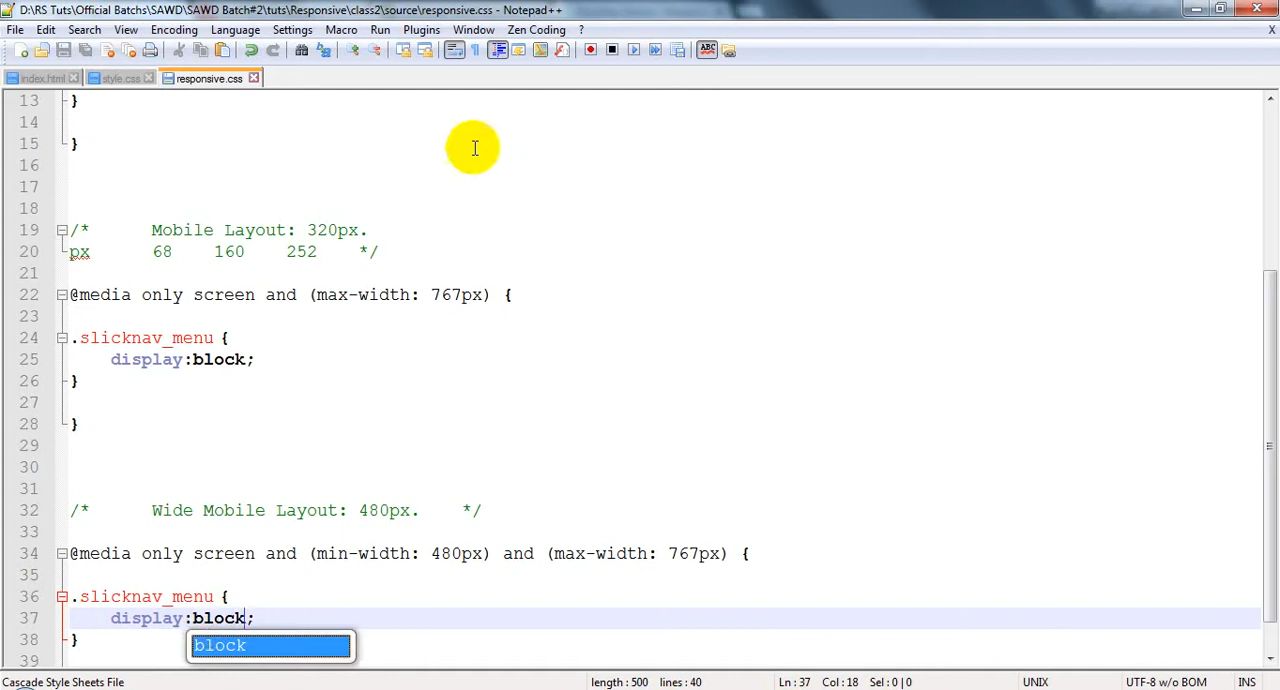 D:\RS Tuts\Official Batchs\SAWD\SAWD Batch#2\tuts\Responsive\class2\source\responsive.css - Notepad++
File Edit Search View Encoding Language Settings Macro Run Plugins Window Zen Coding ? X
ABC
index.html style.css responsive.css
13 }
14
15 }
16
17
18
19 /* Mobile Layout: 320px.
20 px 68 160 252 */
21
22 @media only screen and (max-width: 767px) {
23
24 .slicknav_menu {
25 display:block;
26 }
27
28 }
29
30
31
32 /* Wide Mobile Layout: 480px. */
33
34 @media only screen and (min-width: 480px) and (max-width: 767px) {
35
36 .slicknav_menu {
37 display:block;
38 }
block
39
Cascade Style Sheets File length : 500 lines : 40 Ln : 37 Col : 18 Sel : 0 | 0 UNIX UTF-8 w/o BOM INS